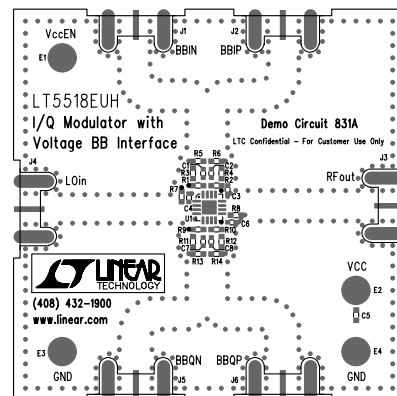 VccEN
E1
J1
BBIN
J2
BBIP
LT5518EUH
I/Q Modulator with
Voltage BB Interface
Demo Circuit 831A
LTC Confidential - For Customer Use Only
J4
LOin
J3
RFout
R5 R6
C1 C2
R3 R4
R1 R2
R7
C3
C4
U1
R8
C6
R9 R10
R11 R12
C7 C8
R13 R14
LINEAR
TECHNOLOGY
(408) 432-1900
www.linear.com
VCC
E2
C5
E3
GND
BBQN
J5
BBQP
J6
E4
GND